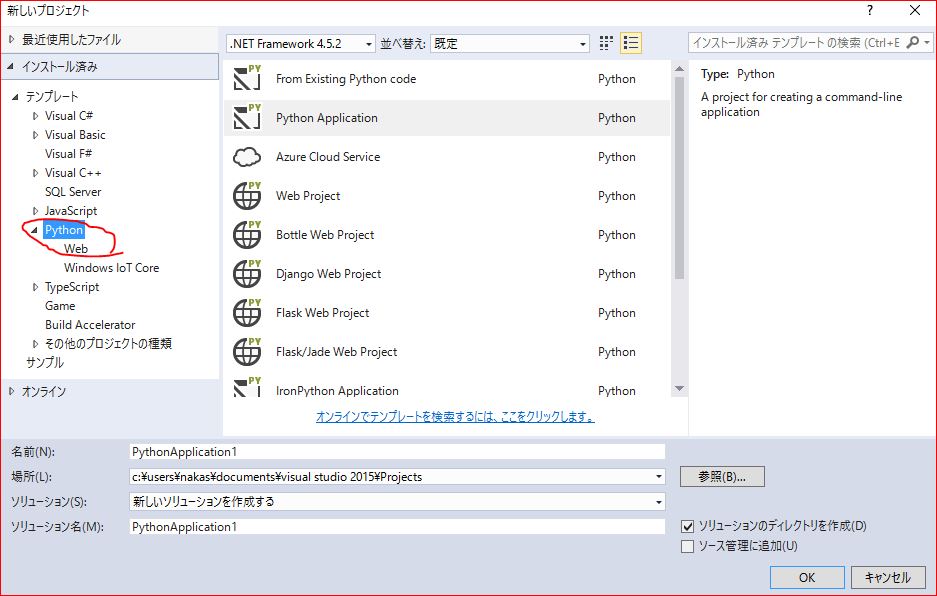 新しいプロジェクト
? ×
最近使用したファイル
インストール済み
テンプレート
Visual C#
Visual Basic
Visual F#
Visual C++
SQL Server
JavaScript
Python
Web
Windows IoT Core
TypeScript
Game
Build Accelerator
その他のプロジェクトの種類
サンプル
オンライン
.NET Framework 4.5.2 並べ替え: 既定
From Existing Python code Python
Python Application Python
Azure Cloud Service Python
Web Project Python
Bottle Web Project Python
Django Web Project Python
Flask Web Project Python
Flask/Jade Web Project Python
IronPython Application Python
オンラインでテンプレートを検索するには、ここをクリックします。
インストール済み テンプレート の検索 (Ctrl+E
Type: Python
A project for creating a command-line
application
名前(N): PythonApplication1
場所(L): c:¥users¥nakas¥documents¥visual studio 2015¥Projects 参照(B)...
ソリューション(S): 新しいソリューションを作成する
ソリューション名(M): PythonApplication1
ソリューションのディレクトリを作成(D)
ソース管理に追加(U)
OK キャンセル